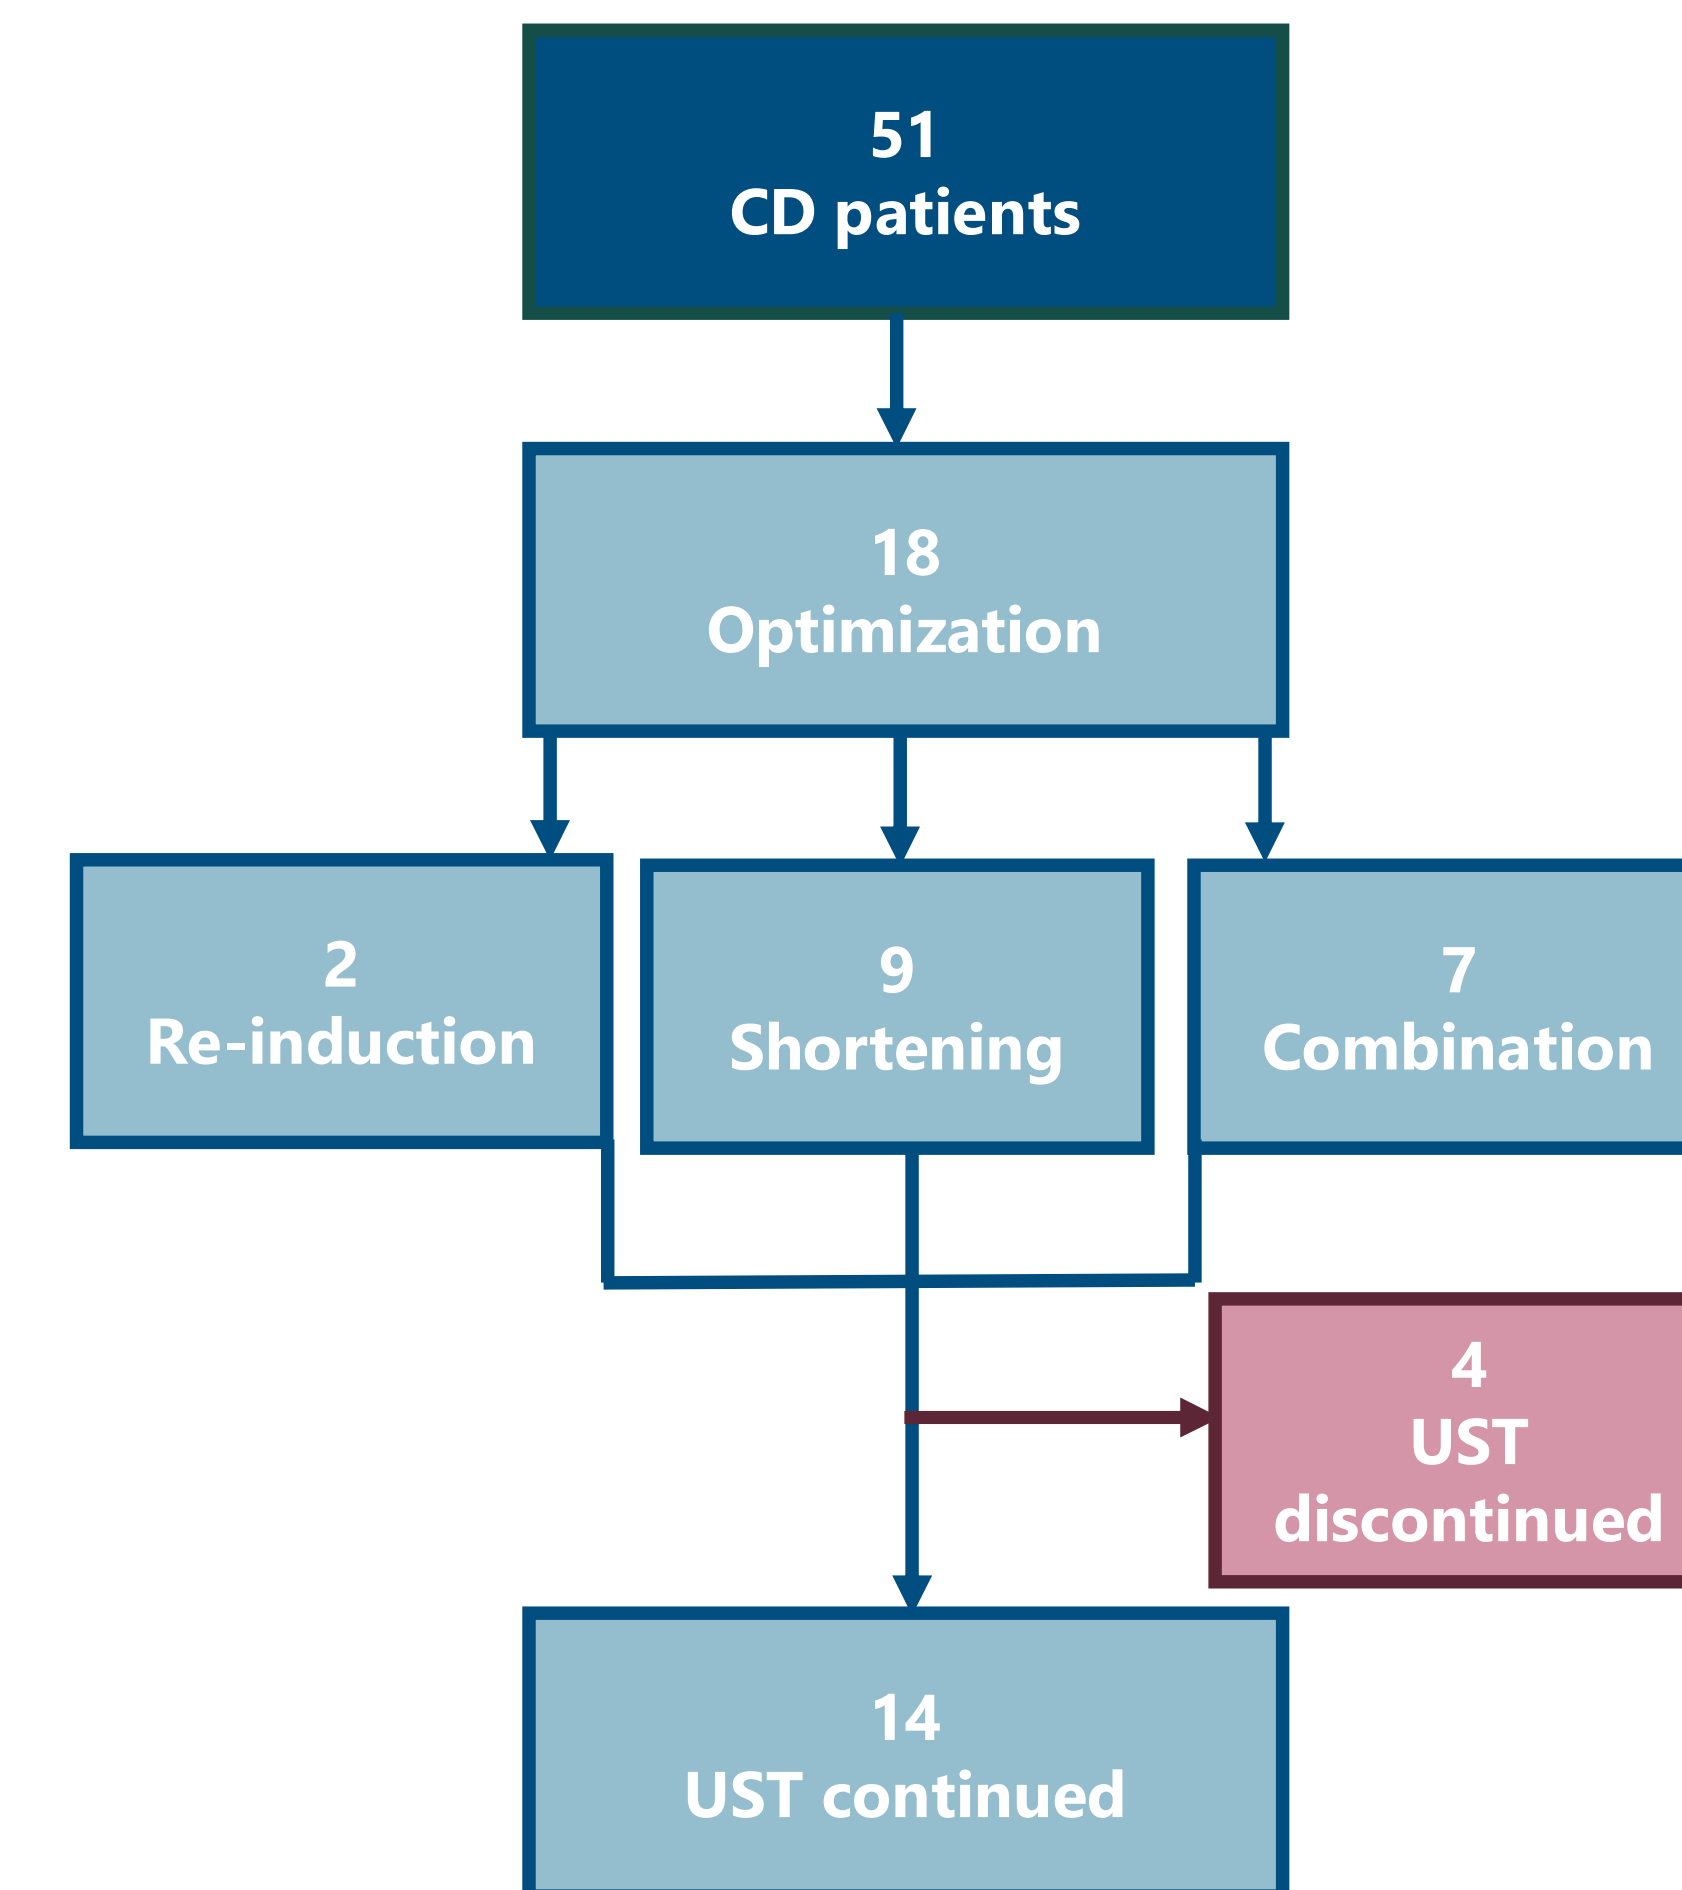 51
CD patients
18
Optimization
2
Re-induction
9
Shortening
7
Combination
4
UST
discontinued
14
UST continued